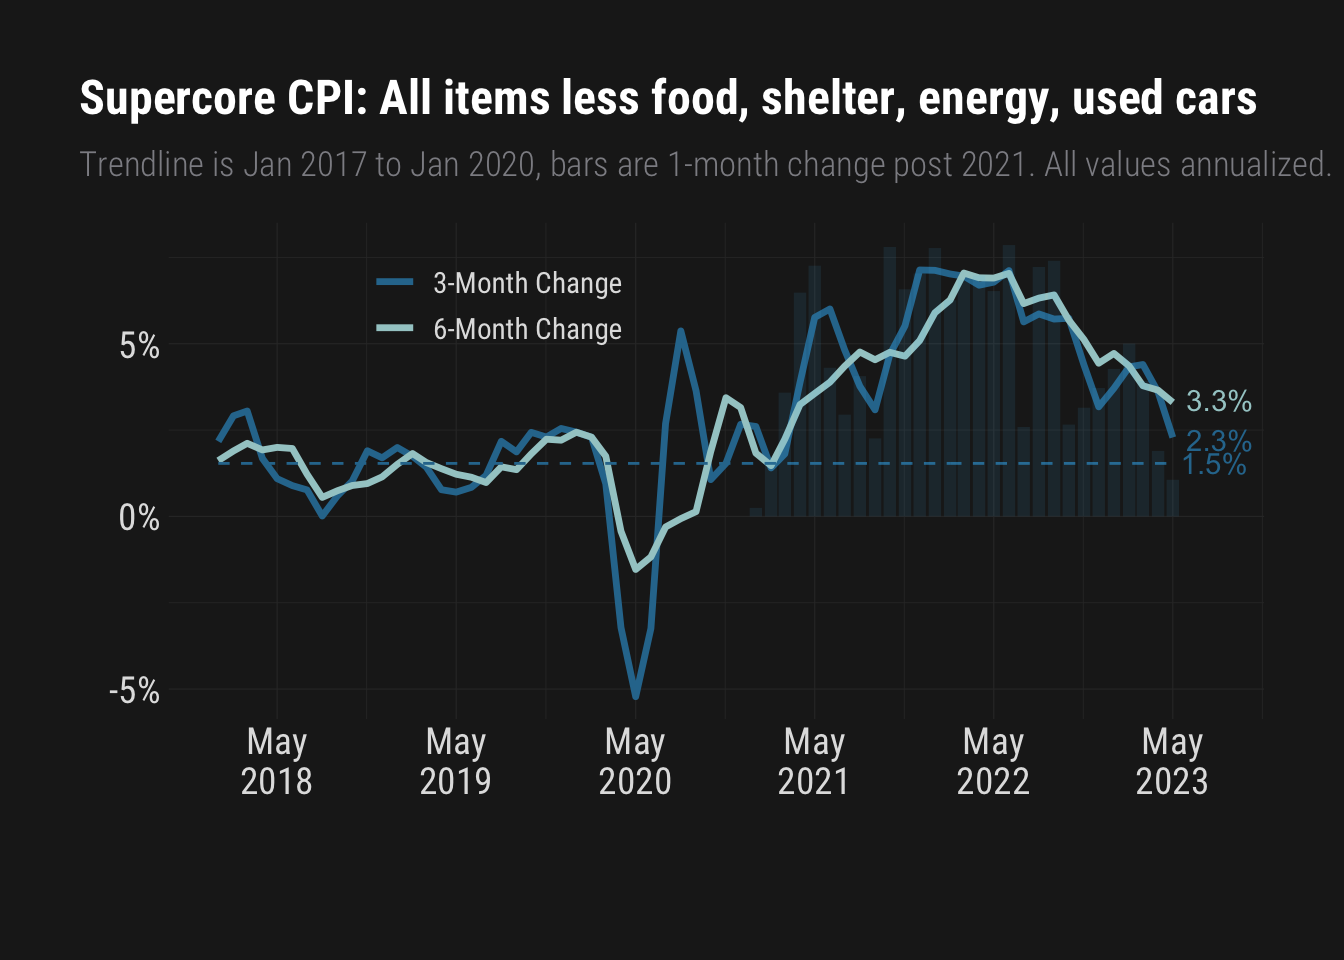 Supercore CPI: All items less food, shelter, energy, used cars
Trendline is Jan 2017 to Jan 2020, bars are 1-month change post 2021. All values annualized.
3-Month Change
6-Month Change
5%
0%
-5%
3.3%
2.3%
1.5%
May
2018
May
2019
May
2020
May
2021
May
2022
May
2023